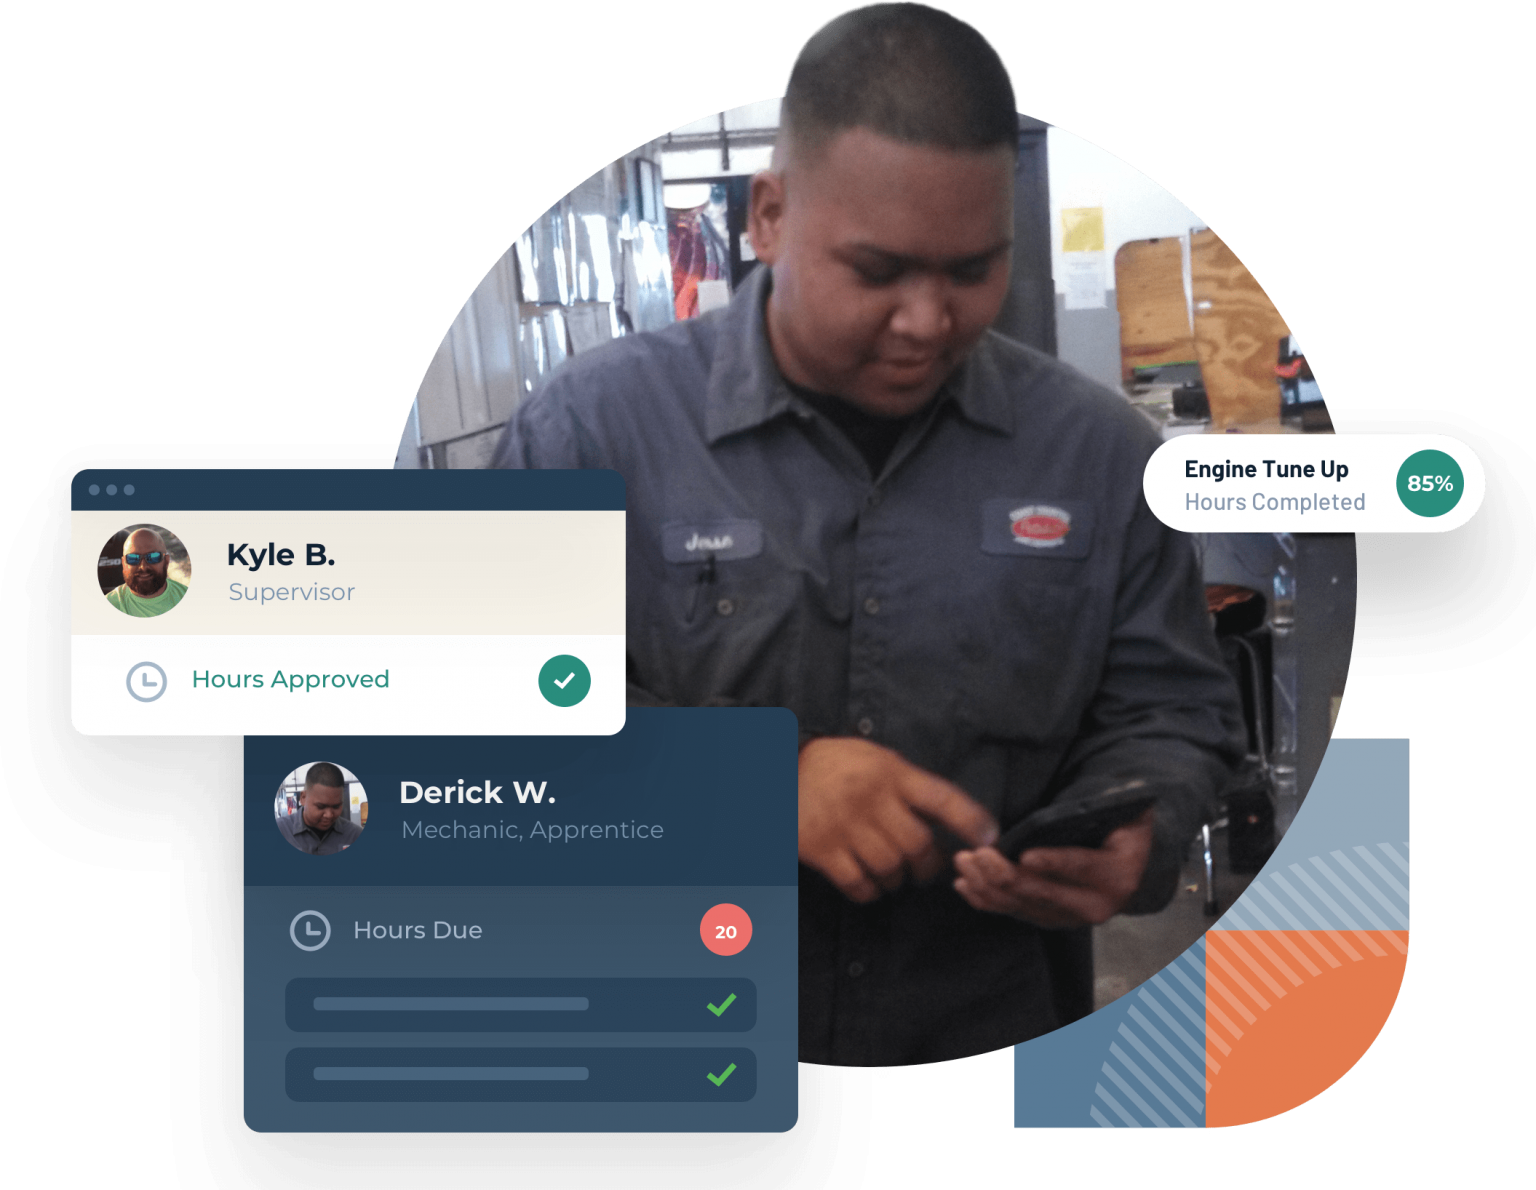 Kyle B.
Supervisor
Hours Approved
Derick W.
Mechanic, Apprentice
Hours Due
20
Engine Tune Up
Hours Completed
85%